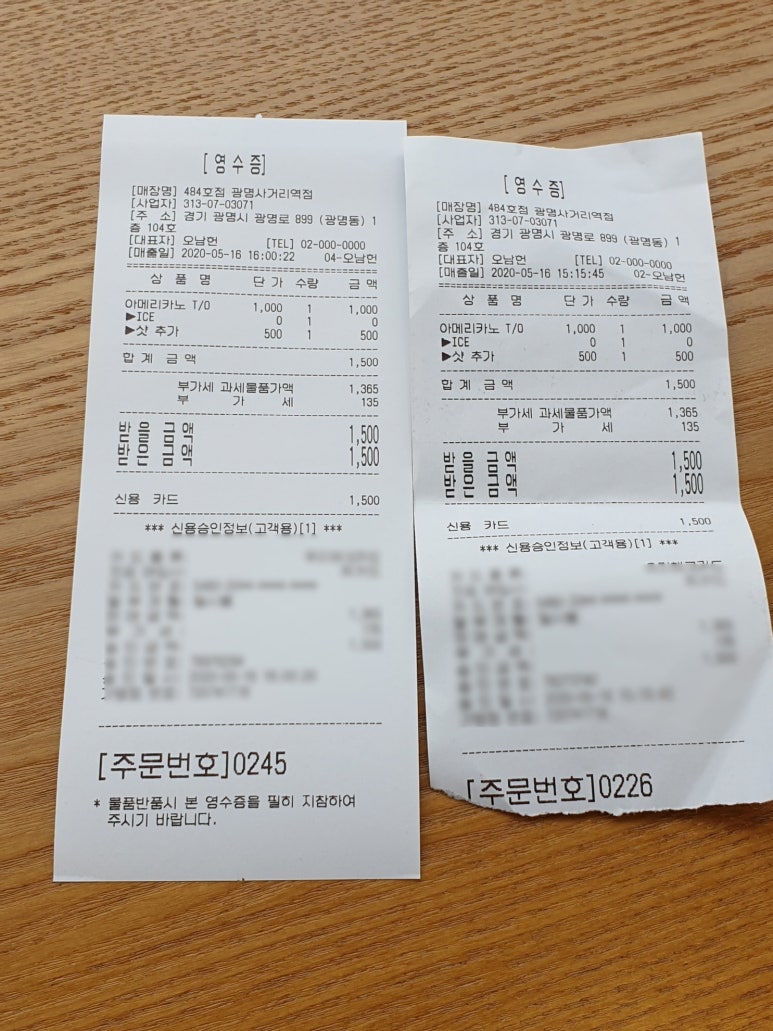 [영수증]
[매장명] 484호점 광명사거리역점
[사업자] 313-07-03071
[주 소] 경기 광명시 광명로 899 (광명동) 1
층 104호
[대표자] 오남헌 [TEL] 02-000-0000
[매출일] 2020-05-16 16:00:22 04-오남헌
상 품 명 단 가 수량 금 액
아메리카노 T/O 1,000 1 1,000
▶ICE 0 1 0
▶샷 추가 500 1 500
합 계 금 액 1,500
부가세 과세물품가액 1,365
부 가 세 135
받을금액 1,500
받은금액 1,500
신용 카드 1,500
*** 신용승인정보(고객용)[1] ***
[주문번호]0245
* 물품반품시 본 영수증을 필히 지참하여
주시기 바랍니다.
[영수증]
[매장명] 484호점 광명사거리역점
[사업자] 313-07-03071
[주 소] 경기 광명시 광명로 899 (광명동) 1
층 104호
[대표자] 오남헌 [TEL] 02-000-0000
[매출일] 2020-05-16 15:15:45 02-오남헌
상 품 명 단 가 수량 금 액
아메리카노 T/O 1,000 1 1,000
▶ICE 0 1 0
▶샷 추가 500 1 500
합 계 금 액 1,500
부가세 과세물품가액 1,365
부 가 세 135
받을금액 1,500
받은금액 1,500
신용 카드 1,500
*** 신용승인정보(고객용)[1] ***
[주문번호]0226